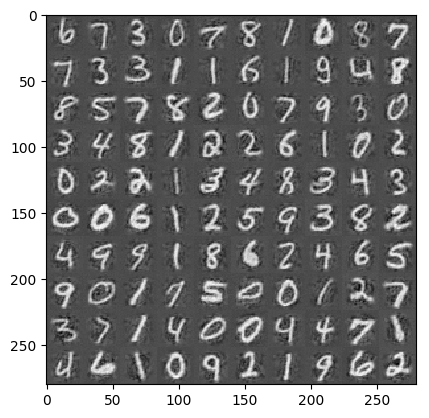 0
6 7 3 0 7 8 1 0 8 7
7 3 3 1 1 6 1 9 4 8
50
8 5 7 8 2 0 7 9 3 0
100
3 4 8 1 2 2 6 1 0 2
0 2 2 1 3 4 8 3 4 3
150
0 0 6 1 2 5 9 3 8 2
4 9 9 1 8 6 2 4 6 5
200
9 0 1 7 5 0 0 1 2 7
3 7 1 4 0 0 4 4 7 1
250
4 6 1 0 9 2 1 9 6 2
0 50 100 150 200 250